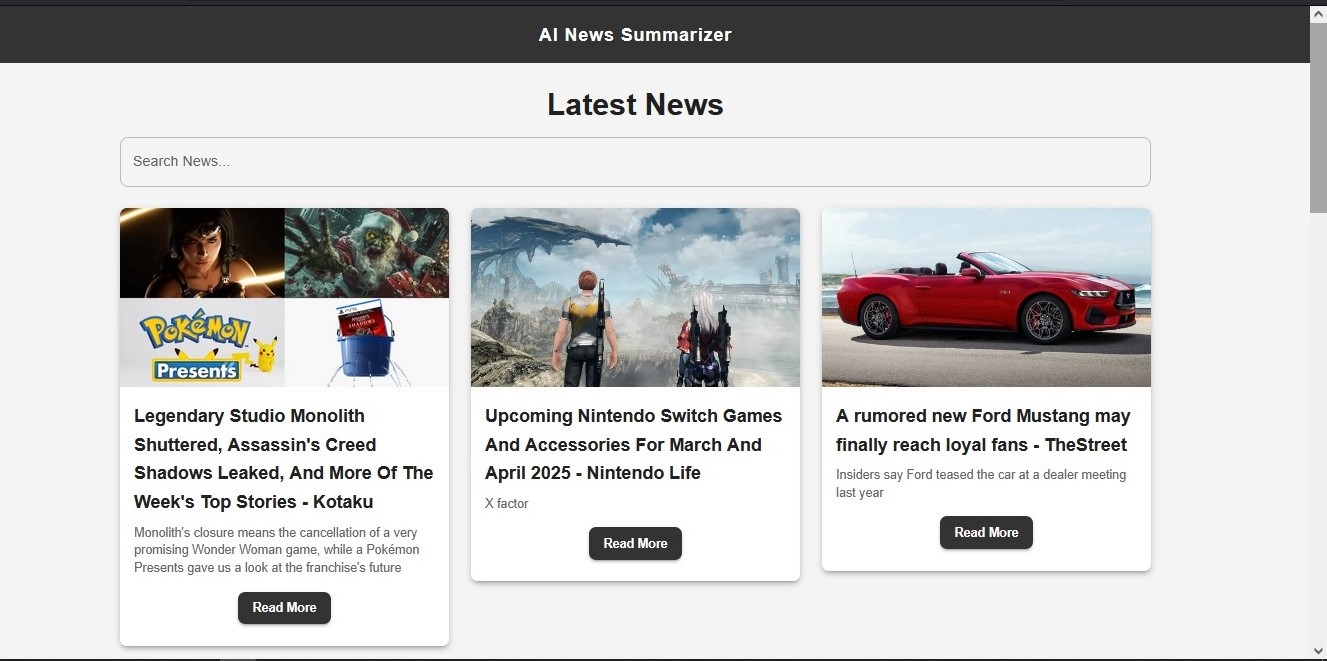 AI News Summarizer
Latest News
Search News...
POKÉMON
Presents
PS5
ASSASSIN'S CREED
SHADOWS
Legendary Studio Monolith
Shuttered, Assassin's Creed
Shadows Leaked, And More Of The
Week's Top Stories - Kotaku
Monolith's closure means the cancellation of a very
promising Wonder Woman game, while a Pokémon
Presents gave us a look at the franchise's future
Read More
Upcoming Nintendo Switch Games
And Accessories For March And
April 2025 - Nintendo Life
X factor
Read More
A rumored new Ford Mustang may
finally reach loyal fans - TheStreet
Insiders say Ford teased the car at a dealer meeting
last year
Read More